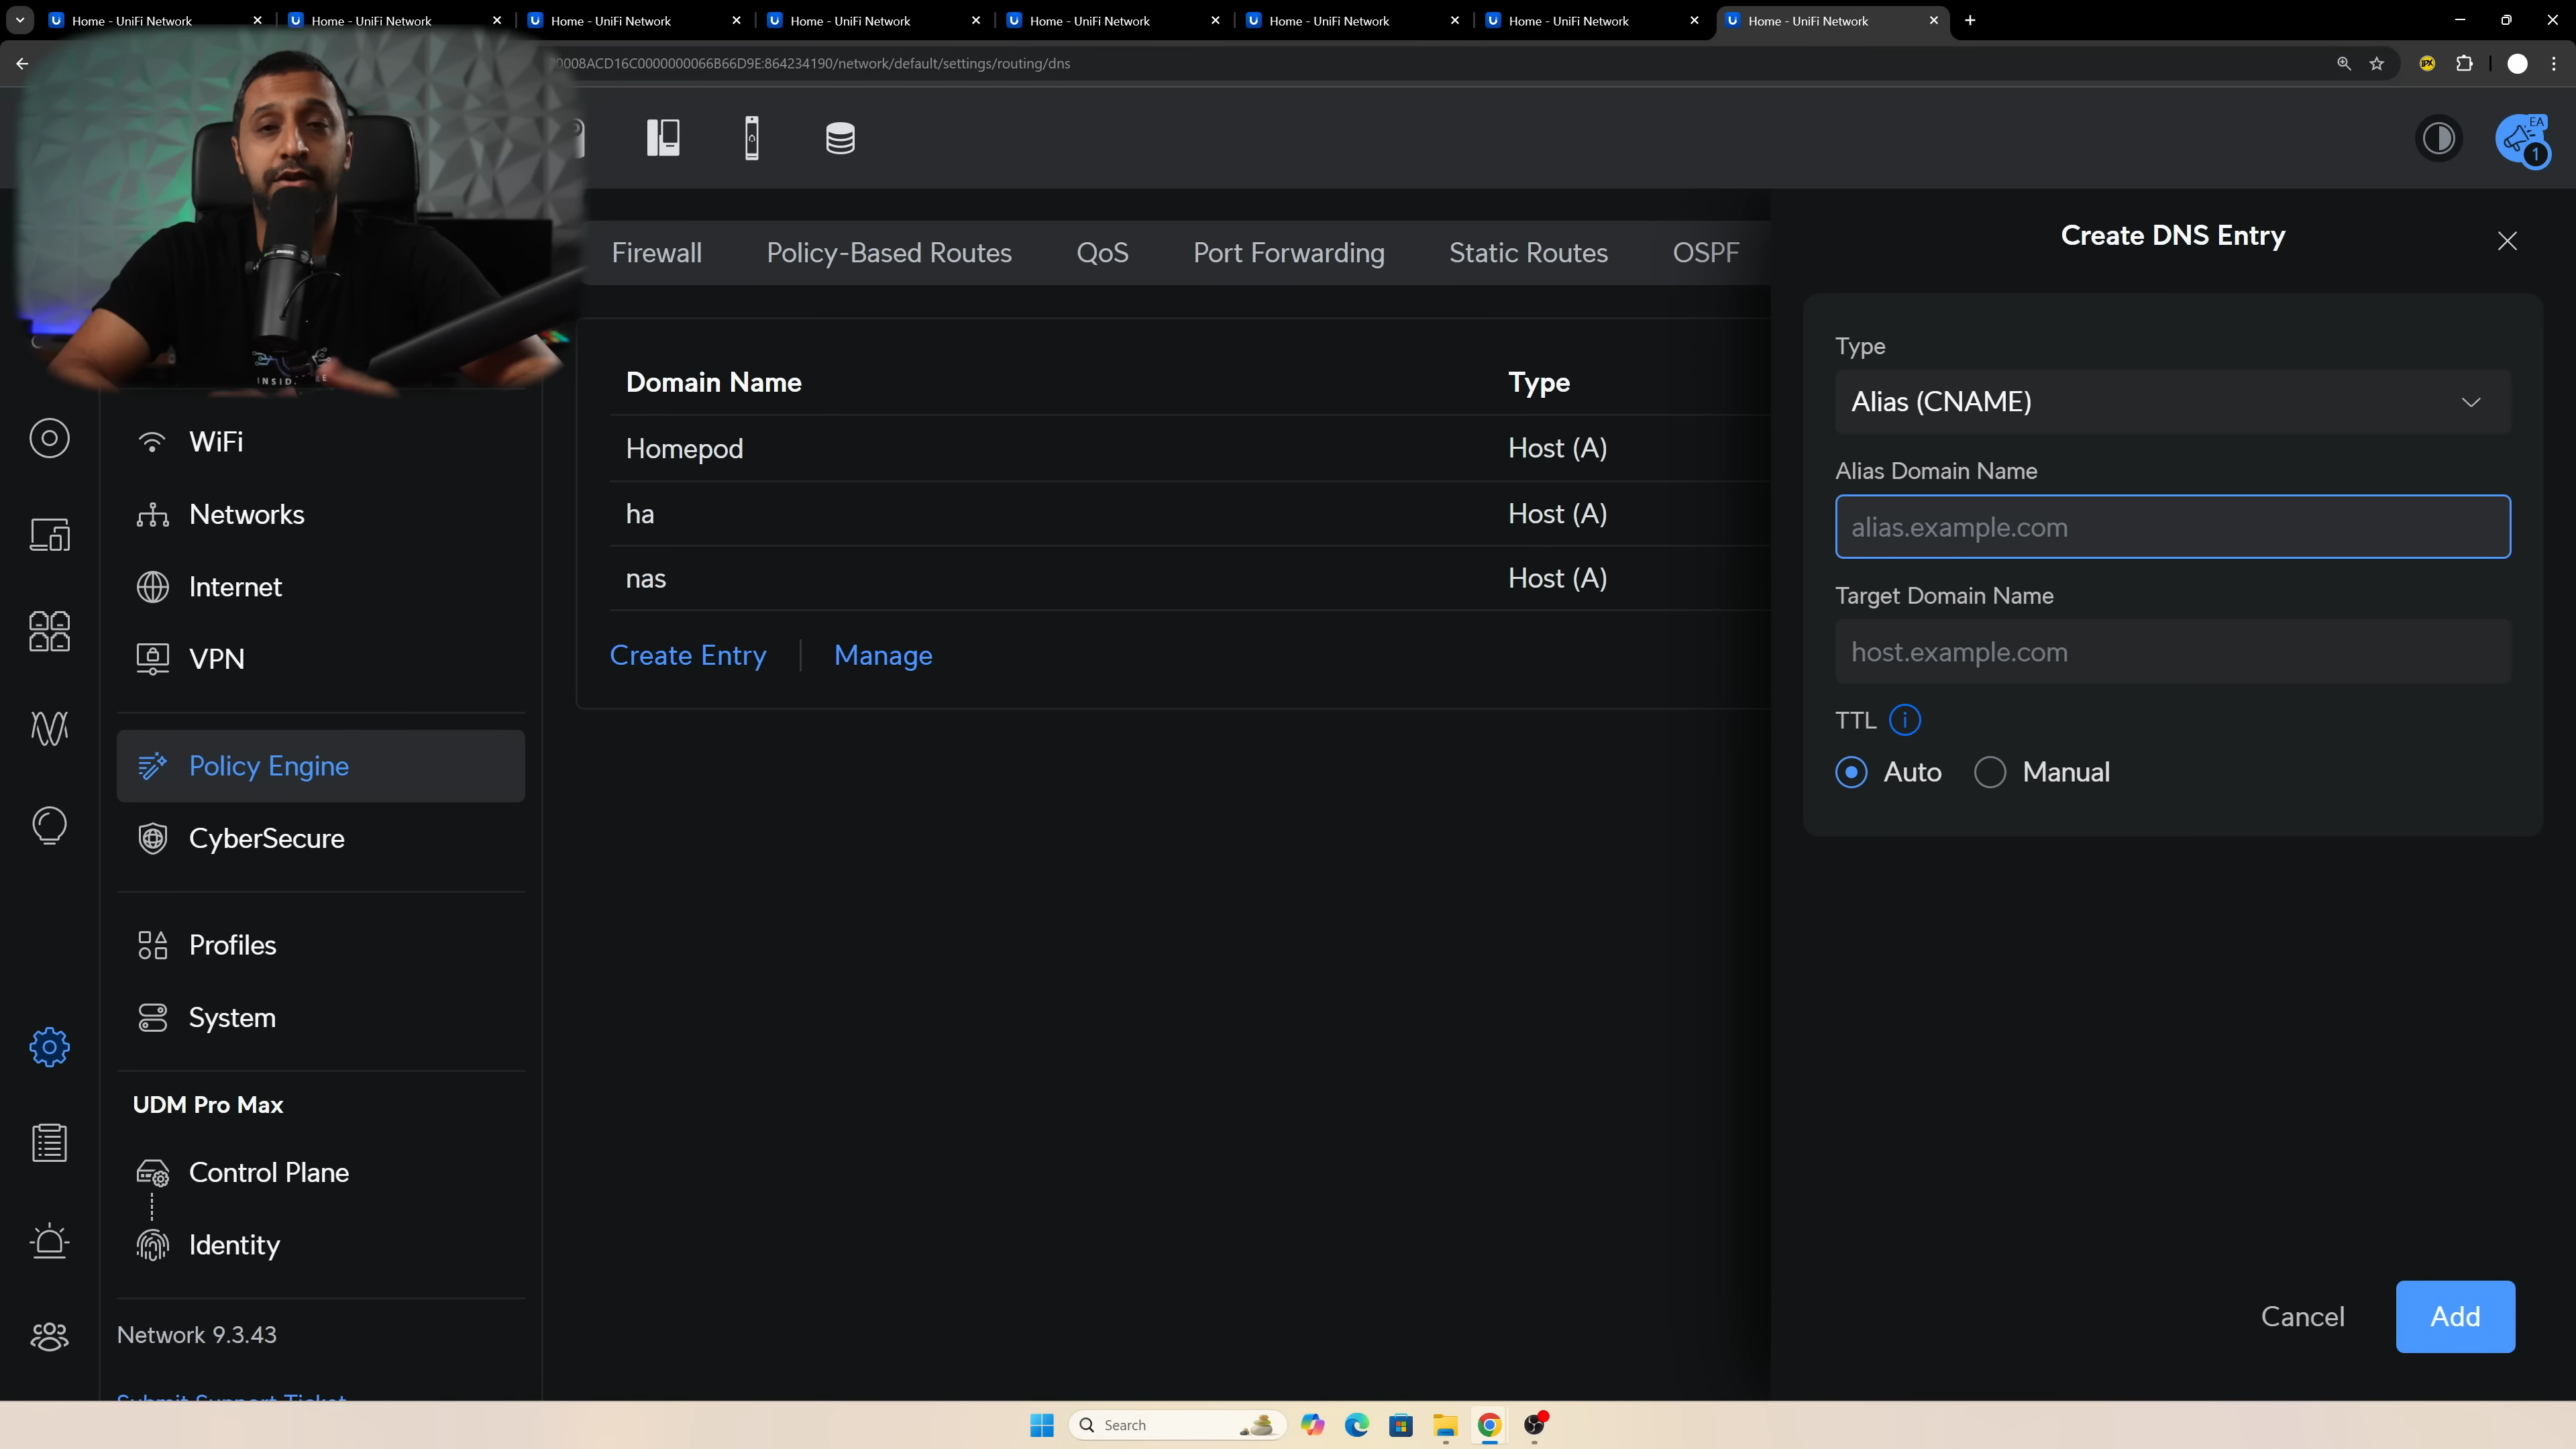 Home - UniFi Network
Home - UniFi Network
Home - UniFi Network
Home - UniFi Network
Home - UniFi Network
Home - UniFi Network
Home - UniFi Network
Home - UniFi Network
0008ACD16C0000000066B66D9E:864234190/network/default/settings/routing/dns
EA
1
Firewall
Policy-Based Routes
QoS
Port Forwarding
Static Routes
OSPF
Create DNS Entry
Domain Name
Type
Homepod
Host (A)
ha
Host (A)
nas
Host (A)
Create Entry
Manage
WiFi
Networks
Internet
VPN
Policy Engine
CyberSecure
Profiles
System
UDM Pro Max
Control Plane
Identity
Network 9.3.43
Submit Support Ticket
Type
Alias (CNAME)
Alias Domain Name
alias.example.com
Target Domain Name
host.example.com
TTL
Auto
Manual
Cancel
Add
Search